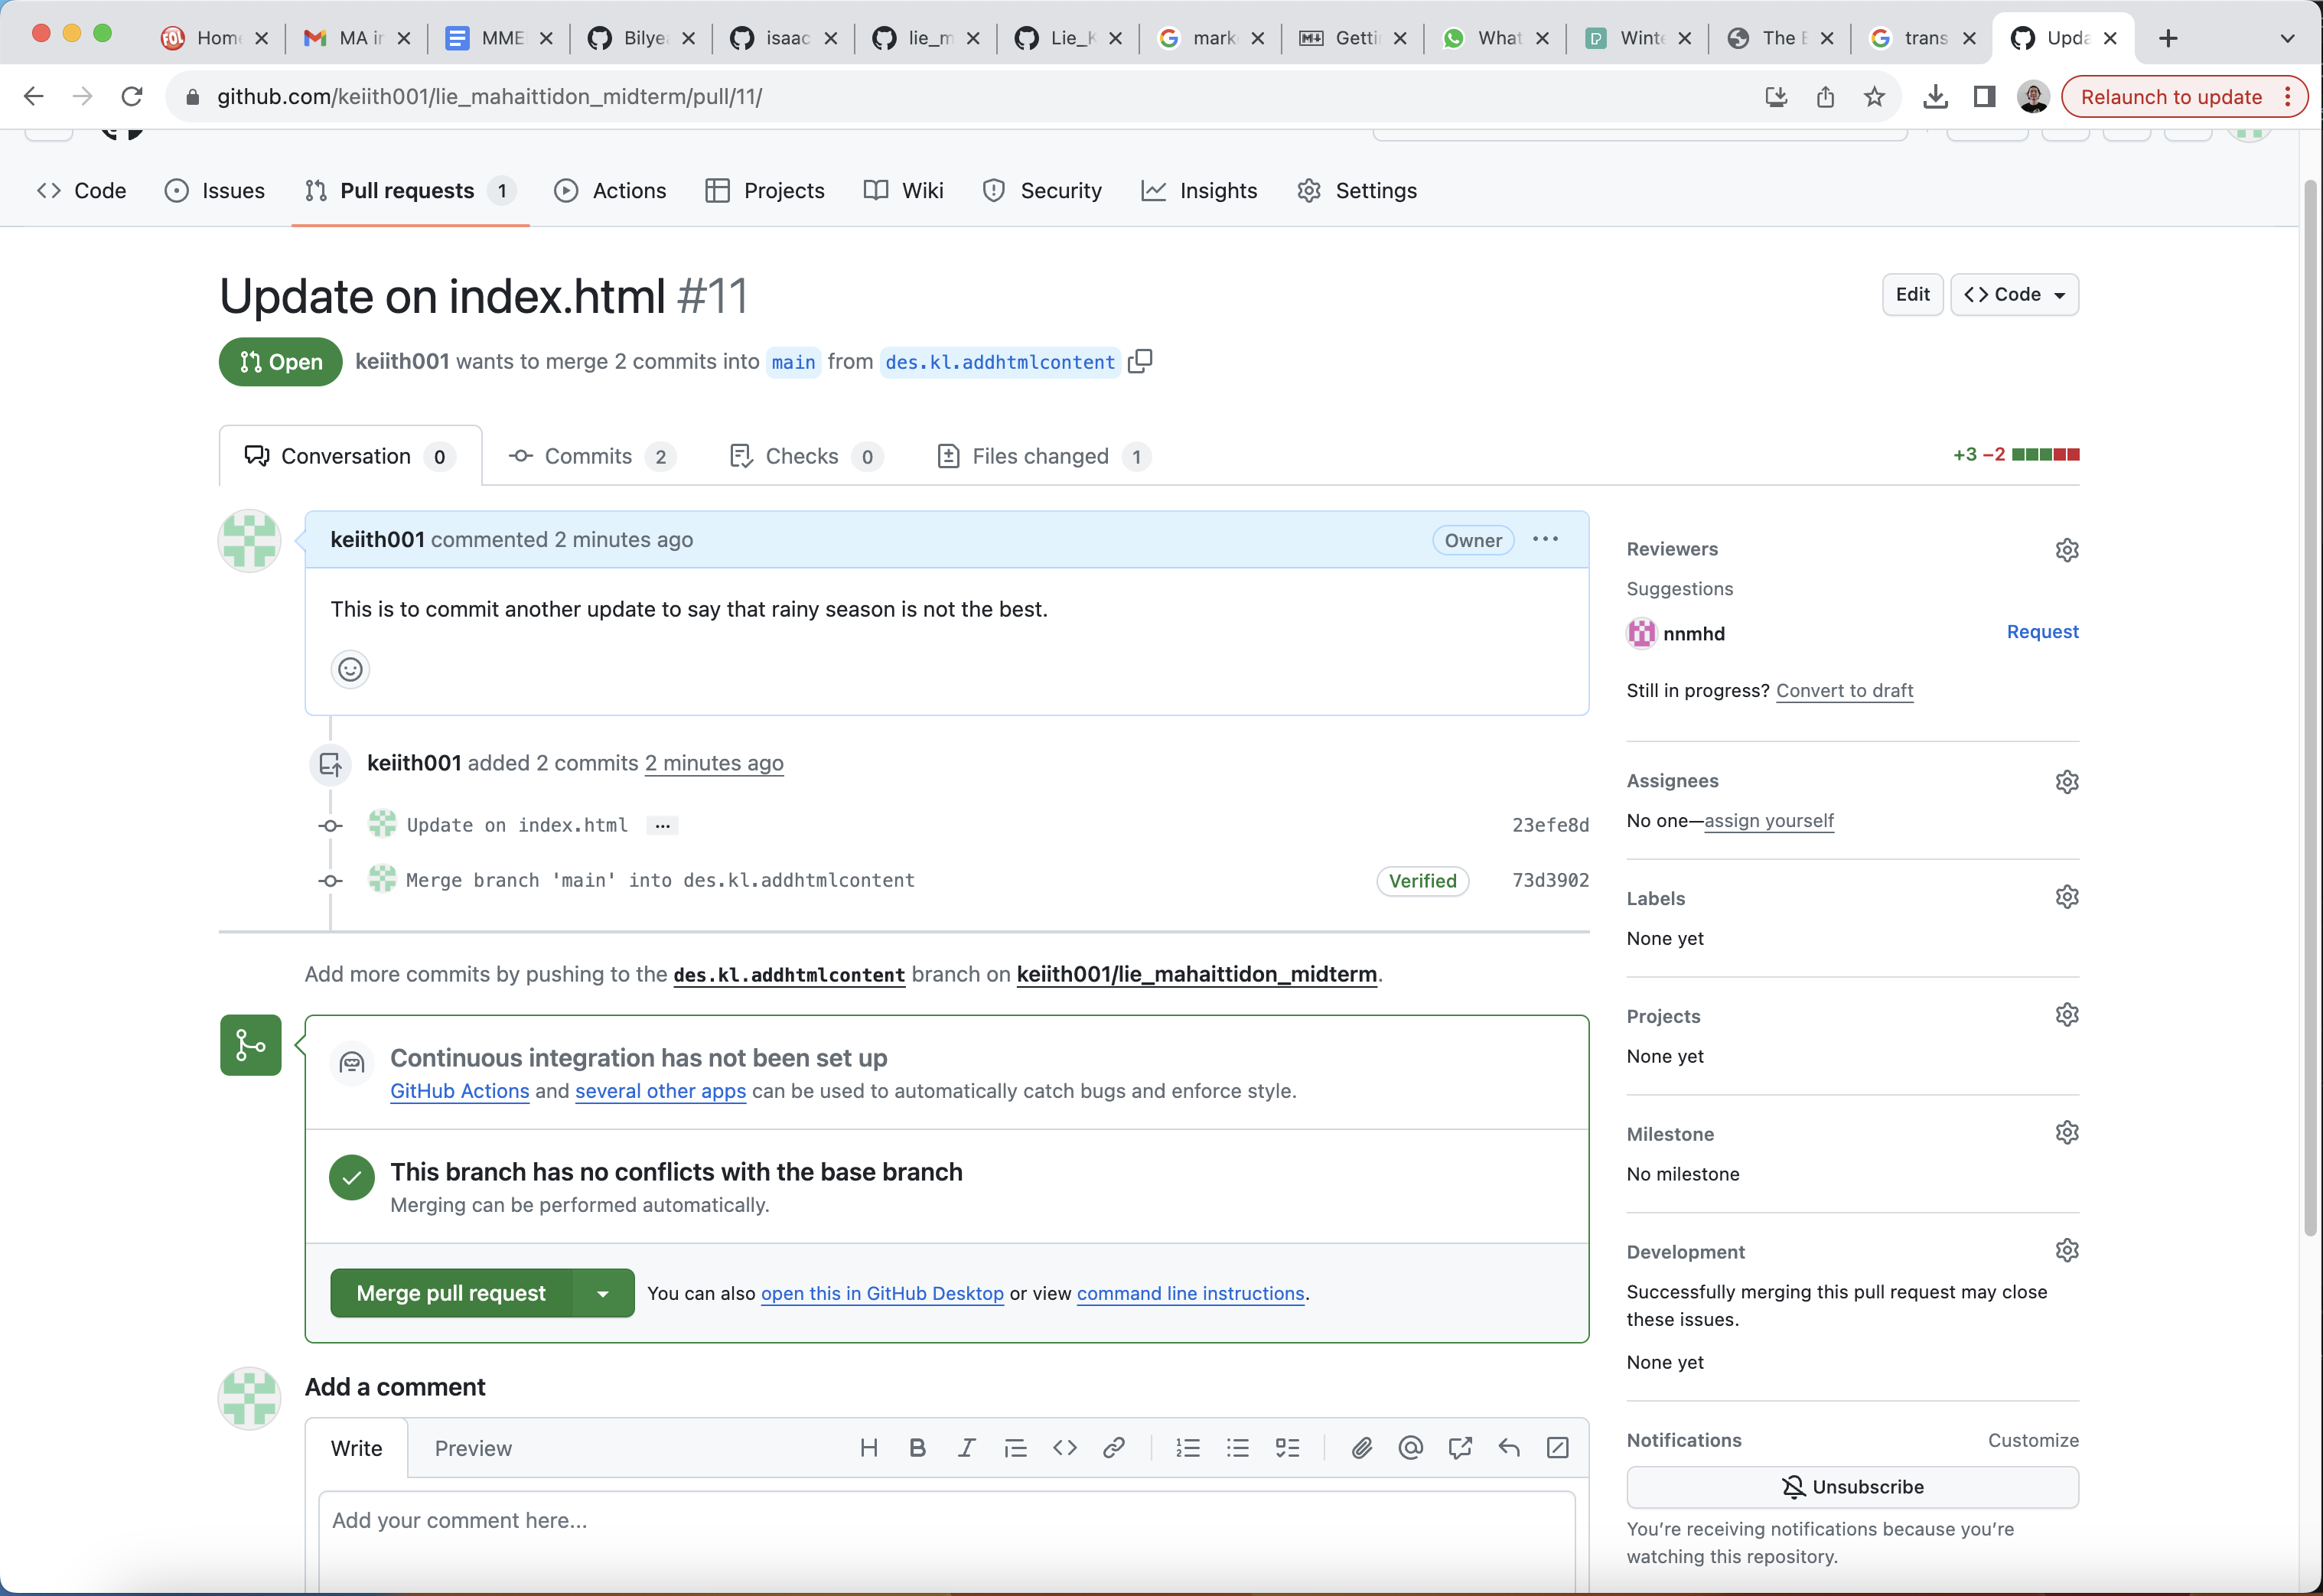 Home
MA in
MME
Bilye
isaac
lie_m
Lie_K
mark
Getti
What
Winte
The E
trans
Upda
github.com/keiith001/lie_mahaittidon_midterm/pull/11/
Relaunch to update
Code
Issues
Pull requests 1
Actions
Projects
Wiki
Security
Insights
Settings
Update on index.html #11
Edit
<> Code
Open
keiith001 wants to merge 2 commits into main from des.kl.addhtmlcontent
Conversation 0
Commits 2
Checks 0
Files changed 1
+3 −2
keiith001 commented 2 minutes ago
Owner
This is to commit another update to say that rainy season is not the best.
keiith001 added 2 commits 2 minutes ago
Update on index.html ...
23efe8d
Merge branch 'main' into des.kl.addhtmlcontent
Verified
73d3902
Add more commits by pushing to the des.kl.addhtmlcontent branch on keiith001/lie_mahaittidon_midterm.
Continuous integration has not been set up
GitHub Actions and several other apps can be used to automatically catch bugs and enforce style.
This branch has no conflicts with the base branch
Merging can be performed automatically.
Merge pull request
You can also open this in GitHub Desktop or view command line instructions.
Add a comment
Write
Preview
Add your comment here...
Reviewers
Suggestions
nnmhd
Request
Still in progress? Convert to draft
Assignees
No one—assign yourself
Labels
None yet
Projects
None yet
Milestone
No milestone
Development
Successfully merging this pull request may close
these issues.
None yet
Notifications
Customize
Unsubscribe
You're receiving notifications because you're
watching this repository.